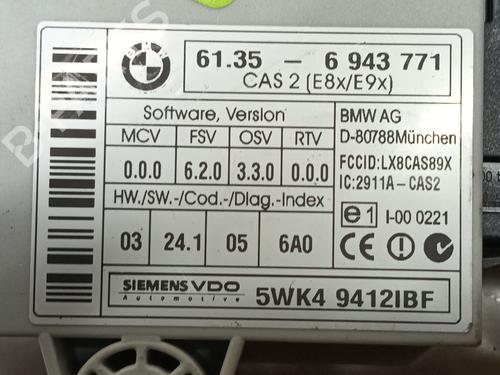 BMW
61.35 - 6 943 771
CAS 2 (E8x/E9x)
Software, Version
MCV FSV OSV RTV
0.0.0 6.2.0 3.3.0 0.0.0
HW./SW.-/Cod.-/Diag.-Index
03 24.1 05 6A0
BMW AG
D-80788München
FCCID:LX8CAS89X
IC:2911A-CAS2
e1 I-00 0221
CE
SIEMENS VDO
Automotive
5WK4 9412IBF